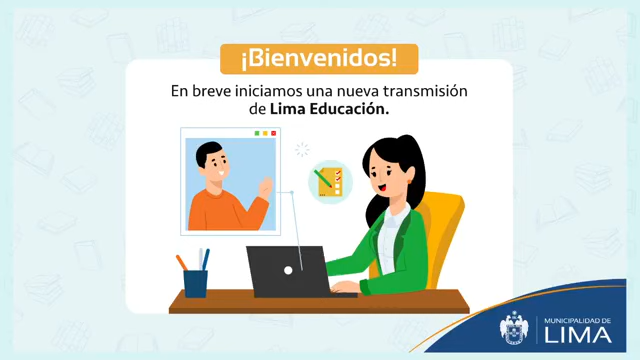 ¡Bienvenidos!
En breve iniciamos una nueva transmisión
de Lima Educación.
MUNICIPALIDAD DE
LIMA